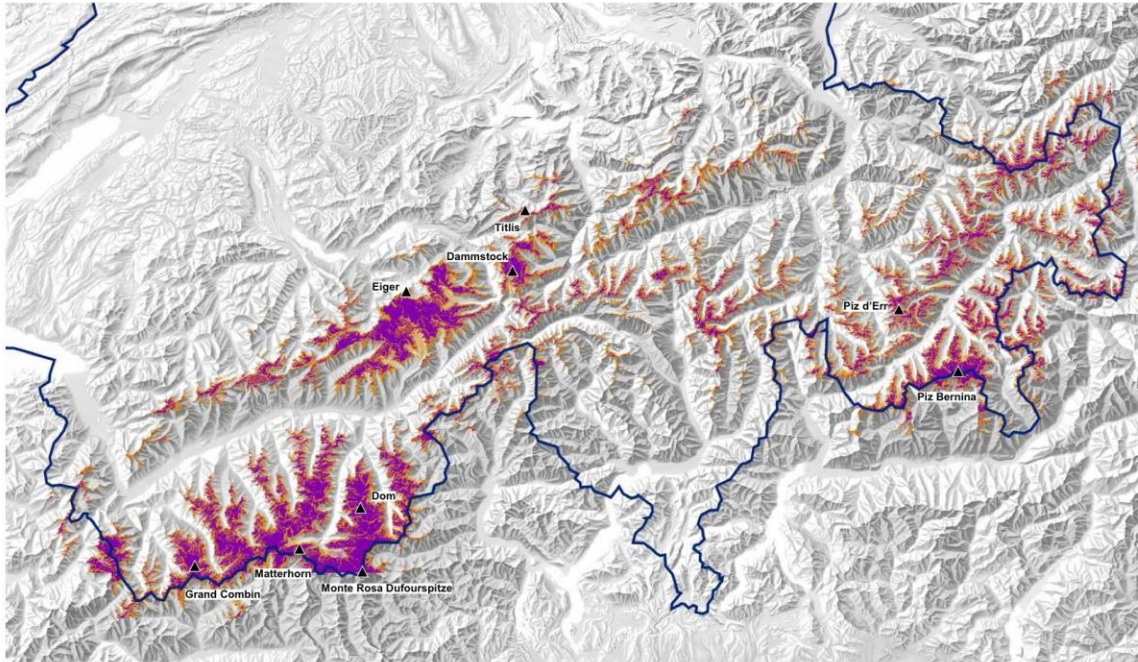 Titlis
Dammstock
Eiger
Piz d'Err
Piz Bernina
Dom
Matterhorn
Monte Rosa Dufourspitze
Grand Combin